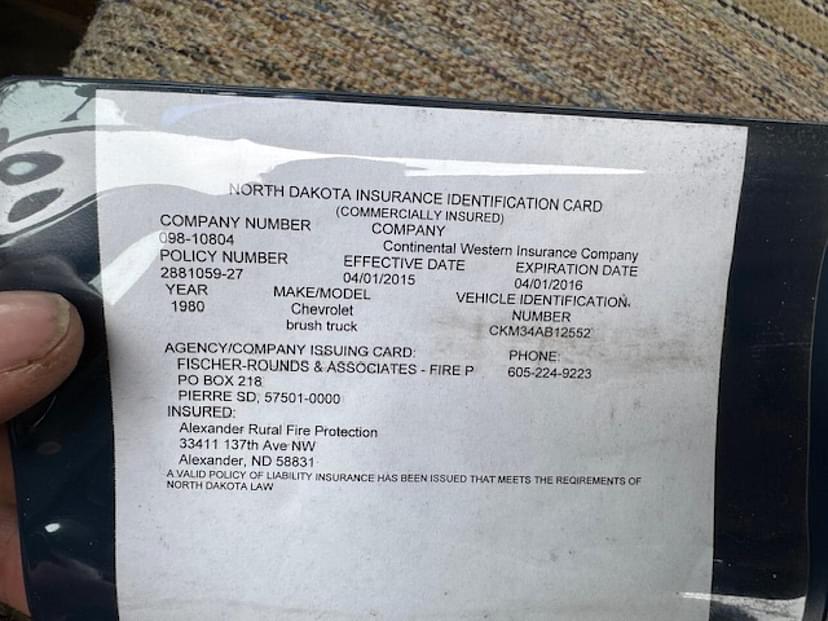 NORTH DAKOTA INSURANCE IDENTIFICATION CARD
(COMMERCIALLY INSURED)
COMPANY NUMBER COMPANY
098-10804 Continental Western Insurance Company
POLICY NUMBER EFFECTIVE DATE EXPIRATION DATE
2881059-27 04/01/2015 04/01/2016
YEAR MAKE/MODEL VEHICLE IDENTIFICATION
1980 Chevrolet NUMBER
brush truck CKM34AB12552
AGENCY/COMPANY ISSUING CARD: PHONE:
FISCHER-ROUNDS & ASSOCIATES - FIRE P 605-224-9223
PO BOX 218
PIERRE SD, 57501-0000
INSURED:
Alexander Rural Fire Protection
33411 137th Ave NW
Alexander, ND 58831
A VALID POLICY OF LIABILITY INSURANCE HAS BEEN ISSUED THAT MEETS THE REQIREMENTS OF
NORTH DAKOTA LAW